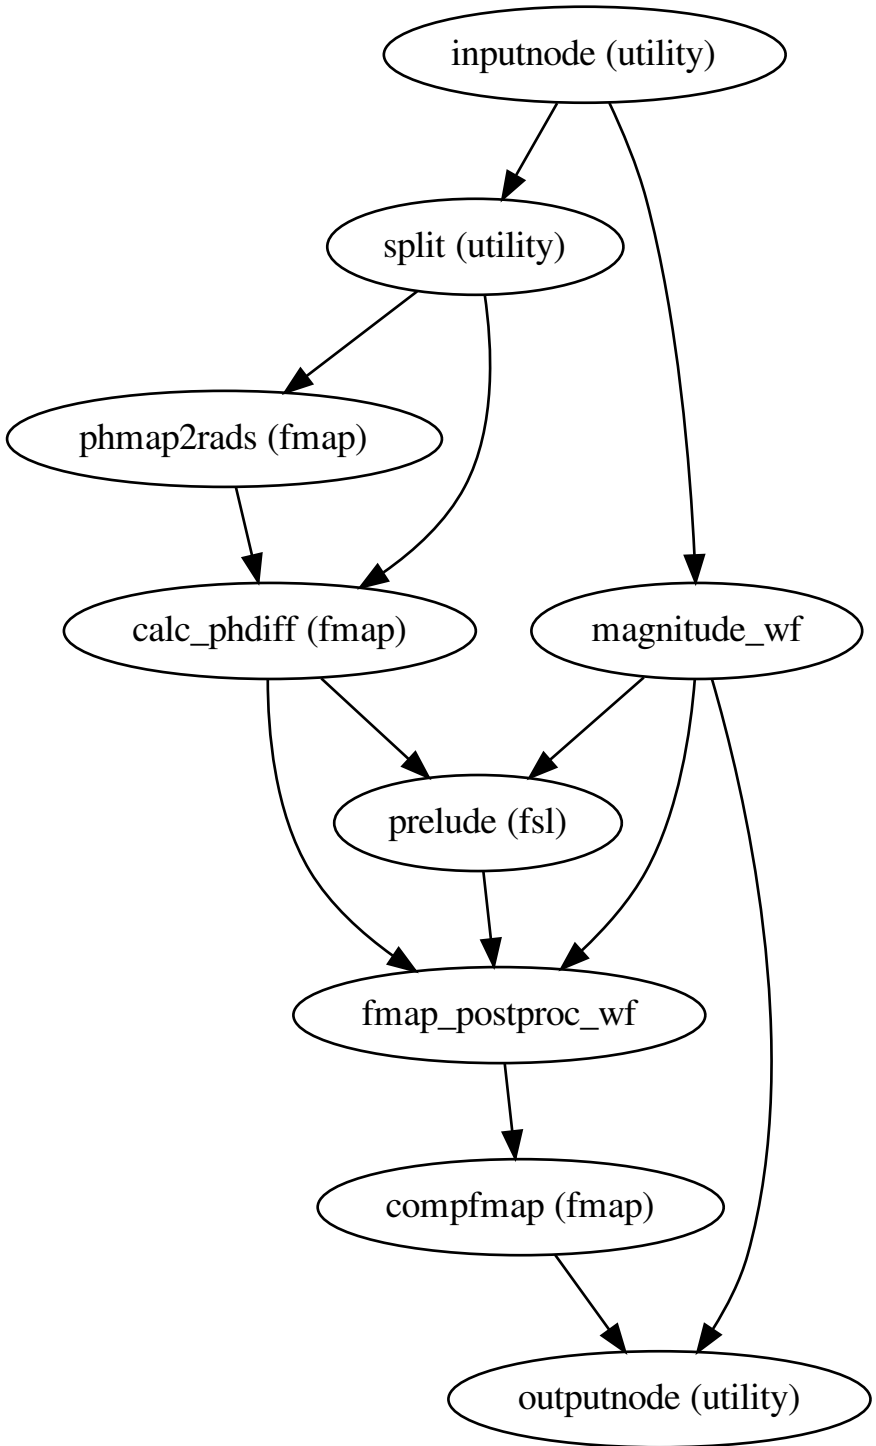 inputnode (utility)
split (utility)
phmap2rads (fmap)
calc_phdiff (fmap)
magnitude_wf
prelude (fsl)
fmap_postproc_wf
compfmap (fmap)
outputnode (utility)